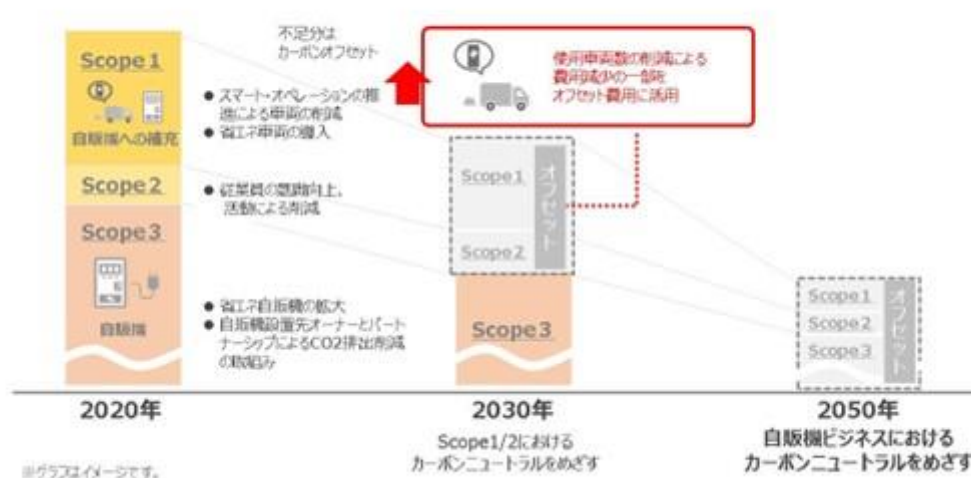 Scope1
自販機への補充
Scope2
Scope3
自販機
不足分は
カーボンオフセット
● スマート・オペレーションの推
進による車両の削減
● 省エネ車両の導入
● 従業員の意識向上、
活動による削減
● 省エネ自販機の拡大
● 自販機設置先オーナーとパート
ナーシップによるCO2排出削減
の取組み
使用車両数の削減による
費用減少の一部を
オフセット費用に活用
Scope1
Scope2
オフセット
Scope3
Scope1
Scope2
Scope3
オフセット
2020年
2030年
Scope1/2における
カーボンニュートラルをめざす
2050年
自販機ビジネスにおける
カーボンニュートラルをめざす
※グラフはイメージです。